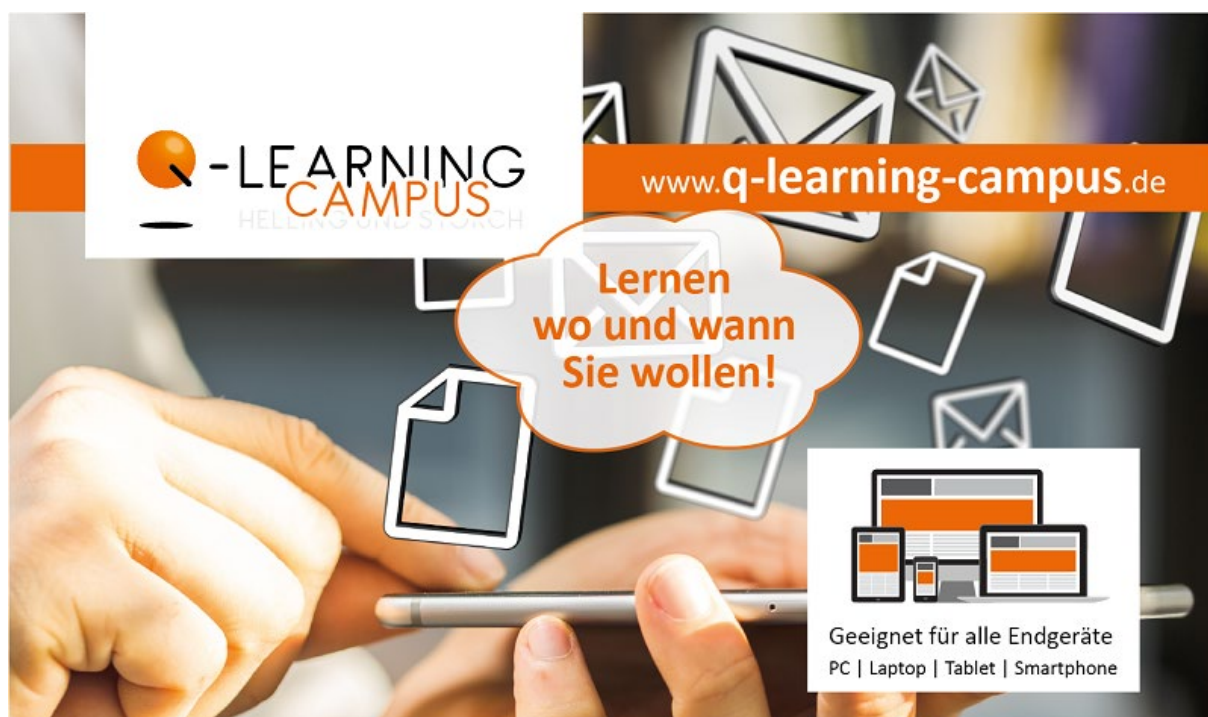 Q-LEARNING
CAMPUS
HELLING UND STORCH
www.q-learning-campus.de
Lernen
wo und wann
Sie wollen!
Geeignet für alle Endgeräte
PC | Laptop | Tablet | Smartphone